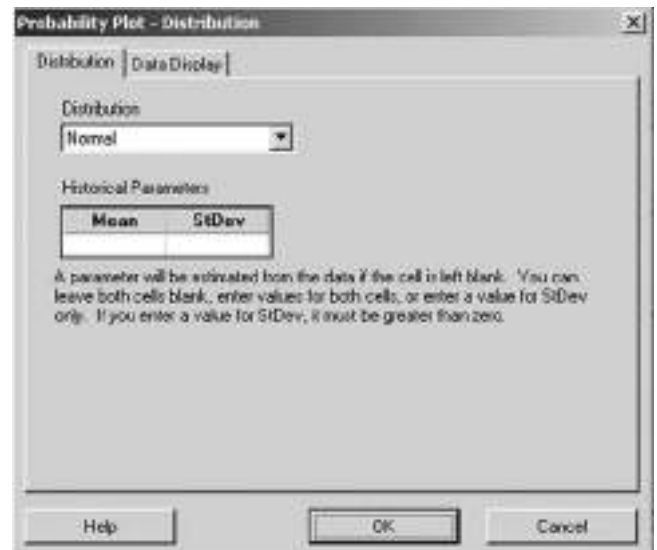 Probability Plot - Distribution
Distribution Data Display
Distribution
Normal
Historical Parameters
Mean StDev
A parameter will be estimated from the data if the cell is left blank. You can
leave both cells blank, enter values for both cells, or enter a value for StDev
only. If you enter a value for StDev, it must be greater than zero.
Help OK Cancel